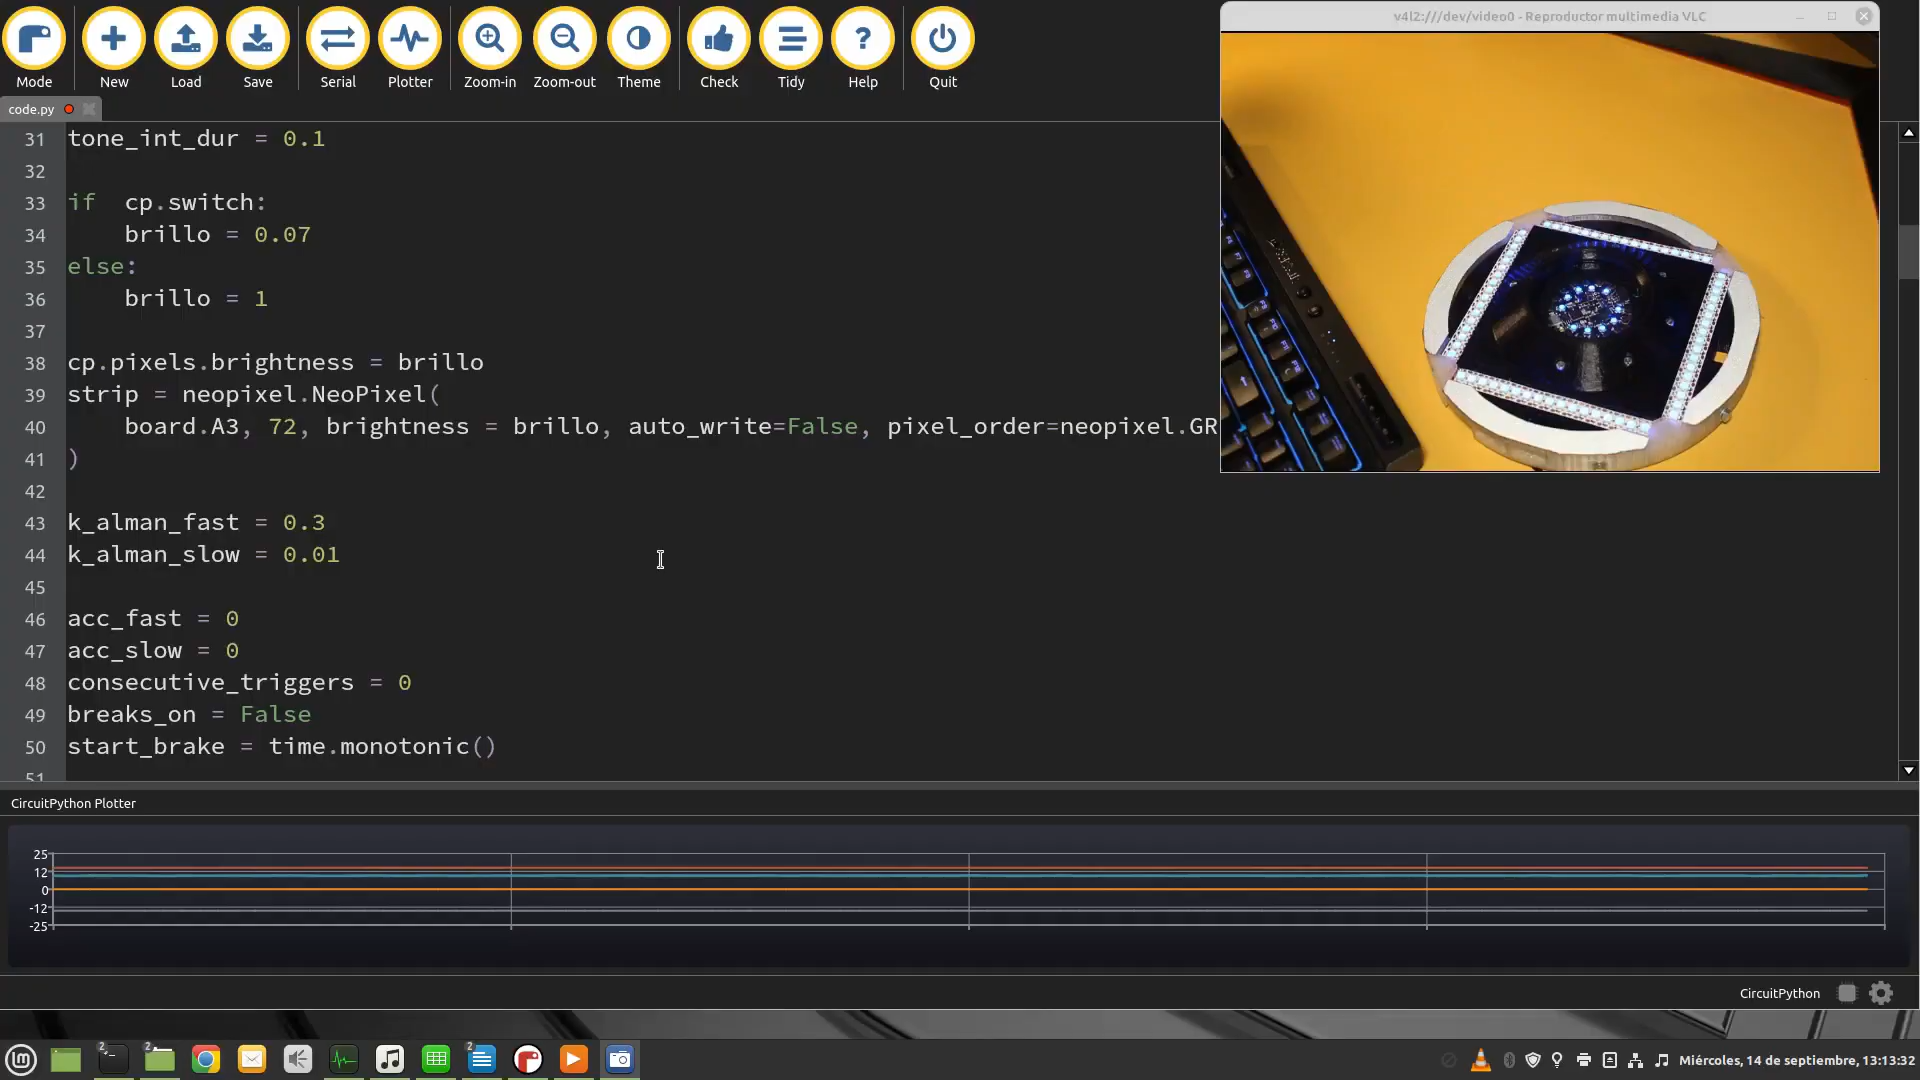 v4l2:///dev/video0 - Reproductor multimedia VLC
Mode New Load Save Serial Plotter Zoom-in Zoom-out Theme Check Tidy Help Quit
code.py
31 tone_int_dur = 0.1
32
33 if  cp.switch:
34     brillo = 0.07
35 else:
36     brillo = 1
37
38 cp.pixels.brightness = brillo
39 strip = neopixel.NeoPixel(
40     board.A3, 72, brightness = brillo, auto_write=False, pixel_order=neopixel.GR
41 )
42
43 k_alman_fast = 0.3
44 k_alman_slow = 0.01
45
46 acc_fast = 0
47 acc_slow = 0
48 consecutive_triggers = 0
49 breaks_on = False
50 start_brake = time.monotonic()
51
CircuitPython Plotter
25
12
0
-12
-25
CircuitPython
2 2 2
Miércoles, 14 de septiembre, 13:13:32